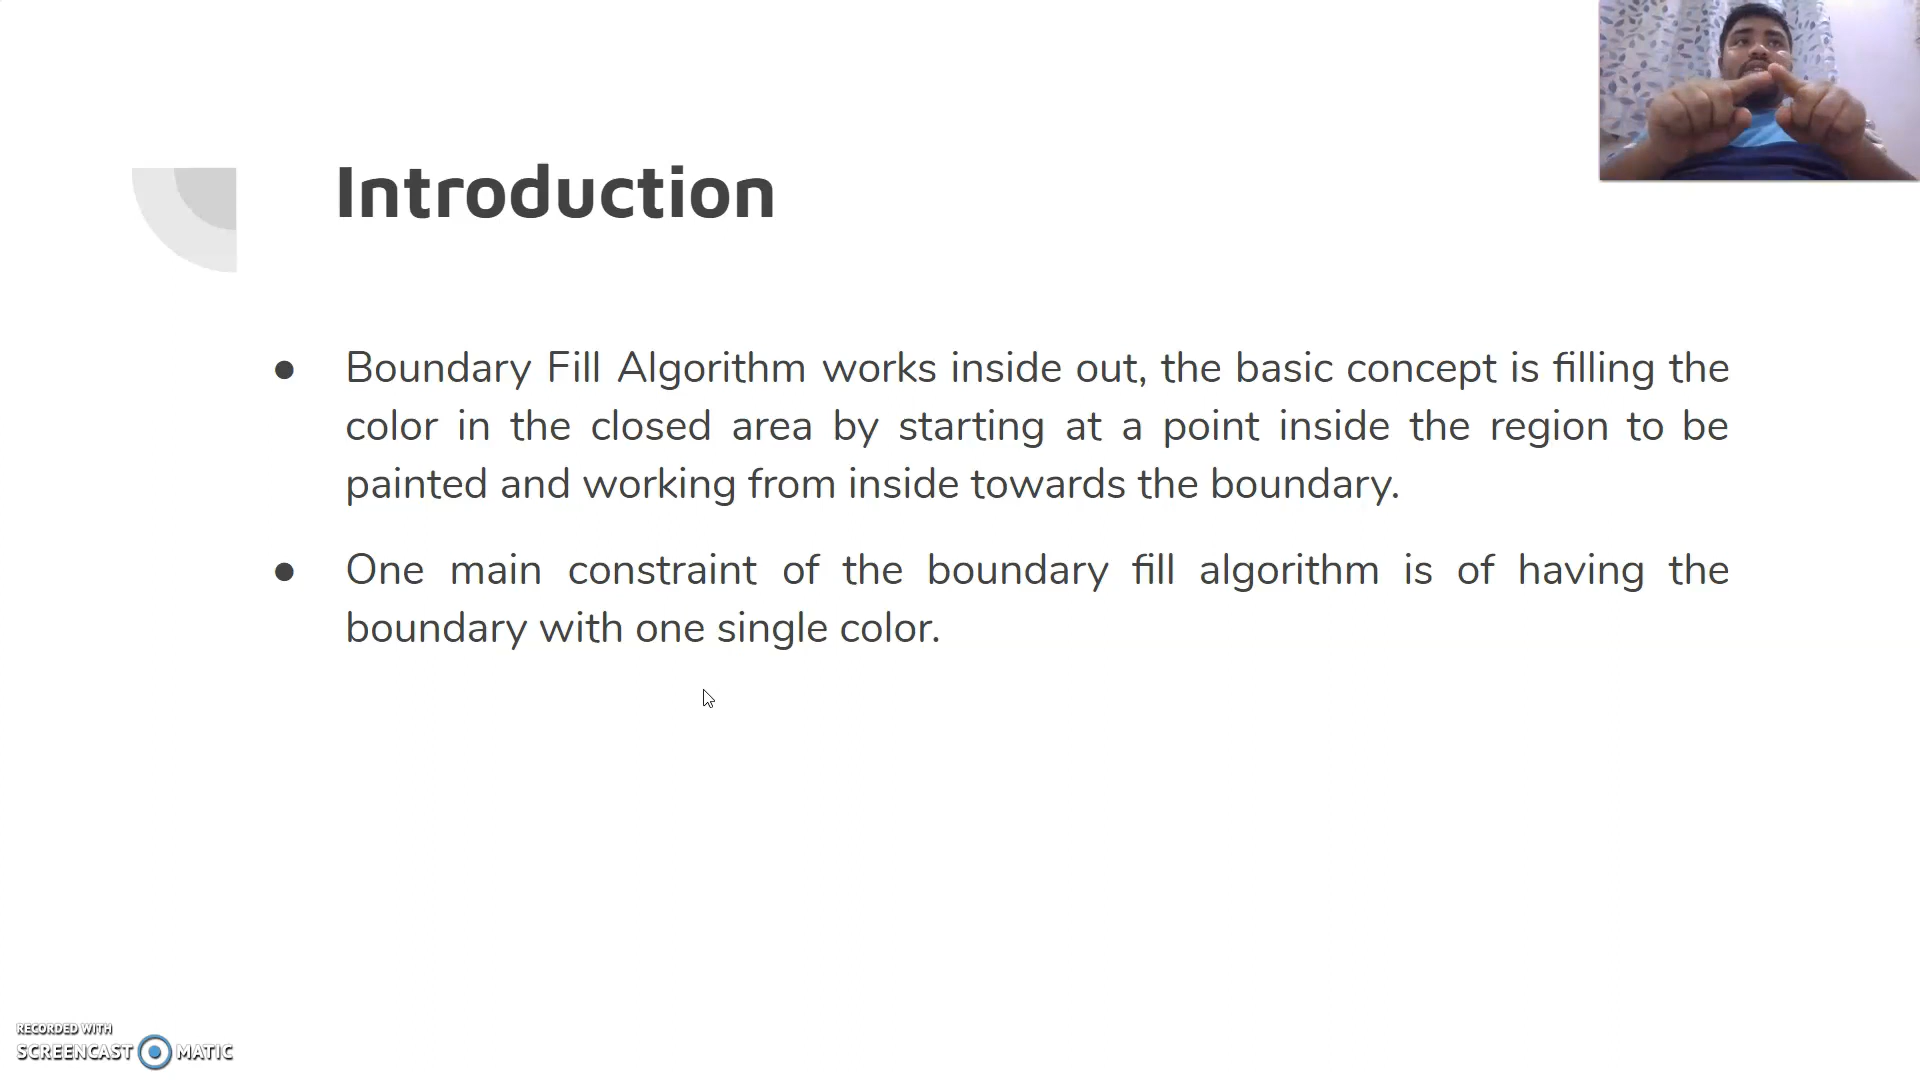 Introduction
● Boundary Fill Algorithm works inside out, the basic concept is filling the
color in the closed area by starting at a point inside the region to be
painted and working from inside towards the boundary.
● One main constraint of the boundary fill algorithm is of having the
boundary with one single color.
RECORDED WITH
SCREENCAST MATIC